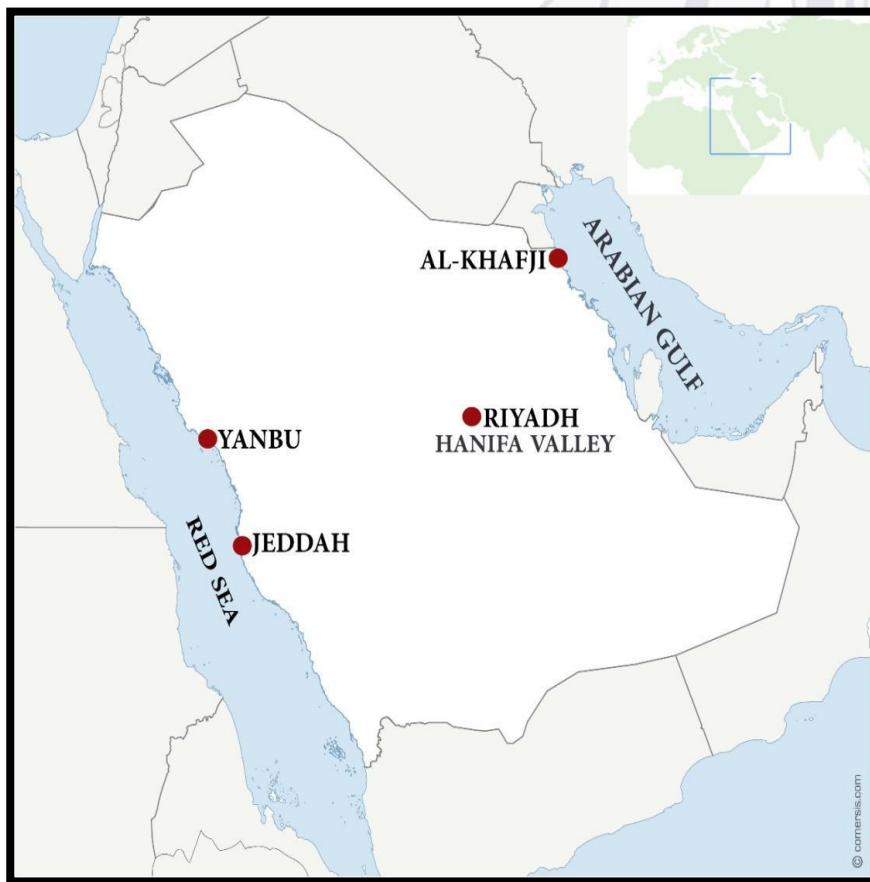 AL-KHAFJI
ARABIAN GULF
RIYADH
HANIFA VALLEY
YANBU
JEDDAH
RED SEA
© comersis.com